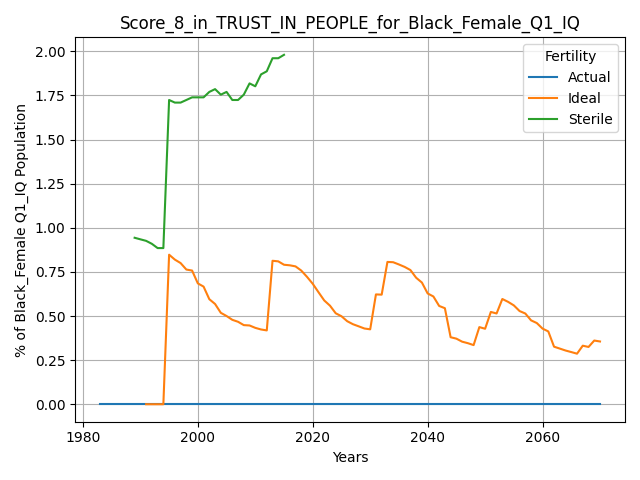 Score_8_in_TRUST_IN_PEOPLE_for_Black_Female_Q1_IQ
% of Black_Female Q1_IQ Population
2.00
1.75
1.50
1.25
1.00
0.75
0.50
0.25
0.00
Fertility
Actual
Ideal
Sterile
1980 2000 2020 2040 2060
Years